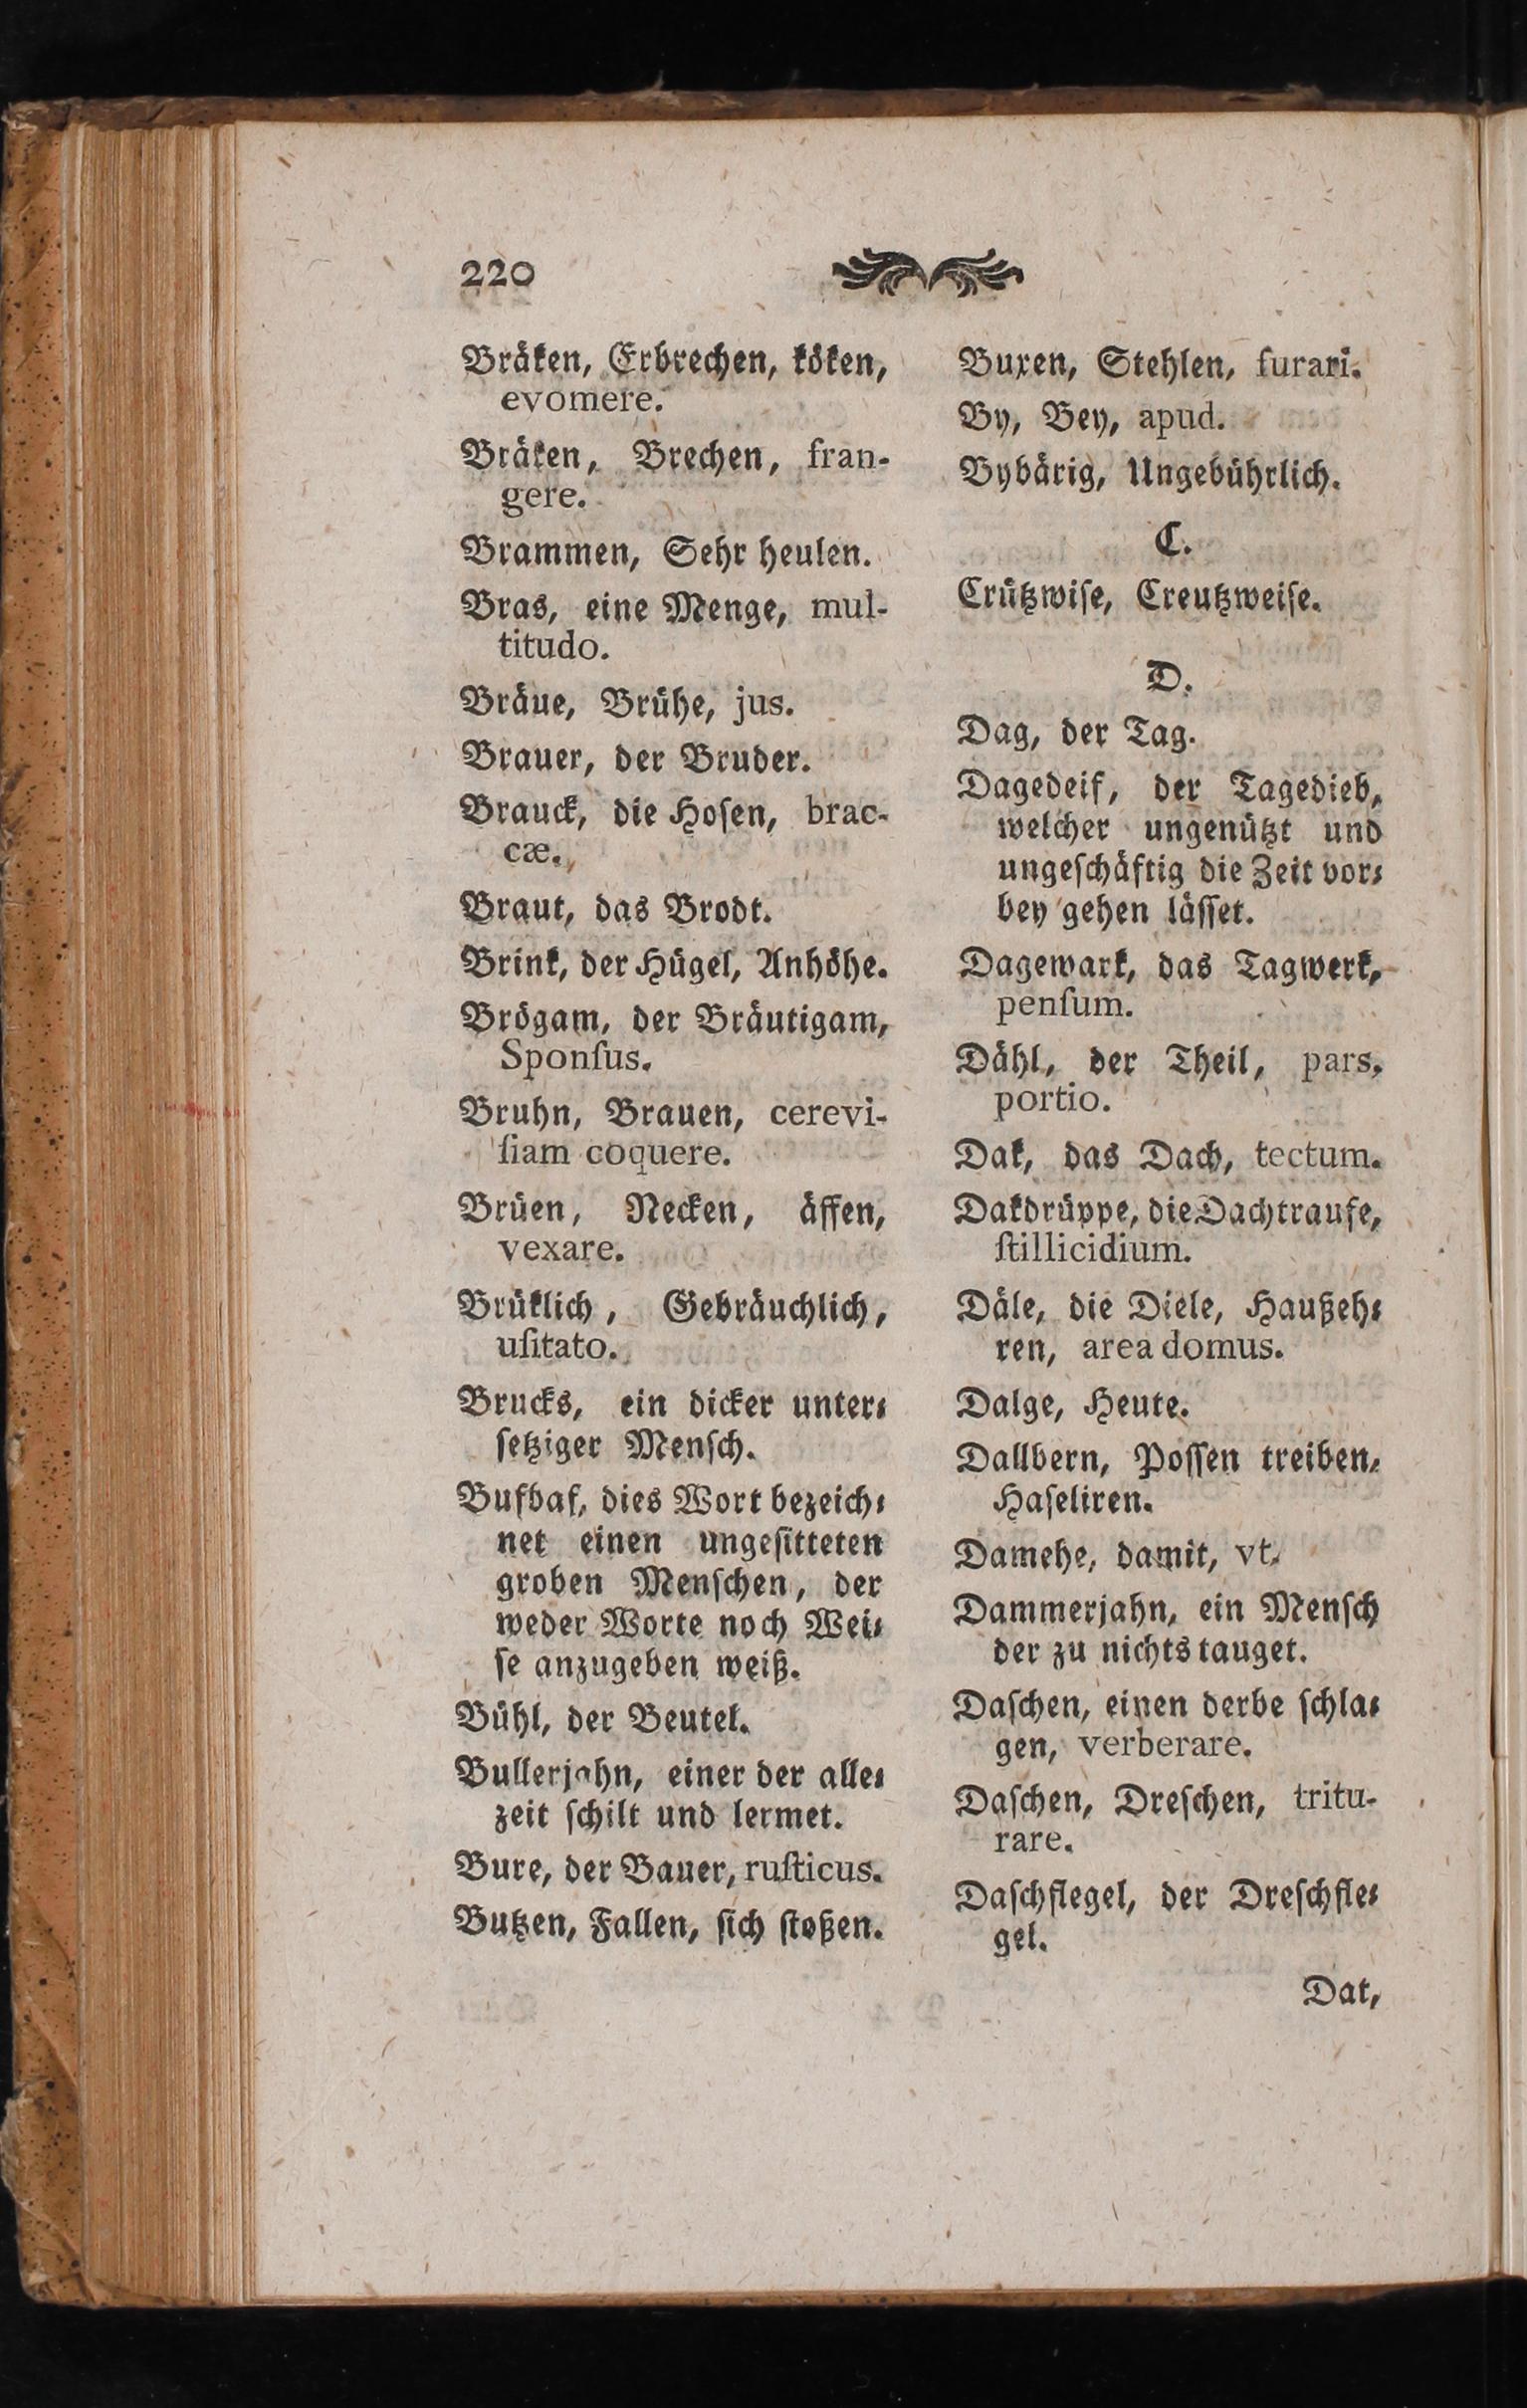 220
Bräken, Erbrechen, köken,
evomere.
Bräken, Brechen, fran-
gere.
Brammen, Sehr heulen.
Bras, eine Menge, mul-
titudo.
Bräue, Brühe, jus.
Brauer, der Bruder.
Brauck, die Hoſen, brac-
cæ.
Braut, das Brodt.
Brink, der Hügel, Anhöhe.
Brögam, der Bräutigam,
Sponſus.
Bruhn, Brauen, cerevi-
ſiam coquere.
Brüen, Necken, äffen,
vexare.
Brüklich, Gebräuchlich,
uſitato.
Brucks, ein dicker unter⸗
ſetziger Menſch.
Bufbaf, dies Wort bezeich⸗
net einen ungeſitteten
groben Menſchen, der
weder Worte noch Wei⸗
ſe anzugeben weiß.
Bühl, der Beutel.
Bullerjahn, einer der alle⸗
zeit ſchilt und lermet.
Bure, der Bauer, ruſticus.
Butzen, Fallen, ſich ſtoßen.
Buxen, Stehlen, furari.
By, Bey, apud.
Bybärig, Ungebührlich.
C.
Crützwiſe, Creutzweiſe.
D.
Dag, der Tag.
Dagedeif, der Tagedieb,
welcher ungenützt und
ungeſchäftig die Zeit vor⸗
bey gehen läſſet.
Dagewark, das Tagwerk,
penſum.
Dähl, der Theil, pars,
portio.
Dak, das Dach, tectum.
Dakdrüppe, die Dachtraufe,
ſtillicidium.
Däle, die Diele, Haußeh⸗
ren, area domus.
Dalge, Heute.
Dallbern, Poſſen treiben,
Haſeliren.
Damehe, damit, vt.
Dammerjahn, ein Menſch
der zu nichts tauget.
Daſchen, einen derbe ſchla⸗
gen, verberare.
Daſchen, Dreſchen, tritu-
rare.
Daſchflegel, der Dreſchfle⸗
gel.
Dat,